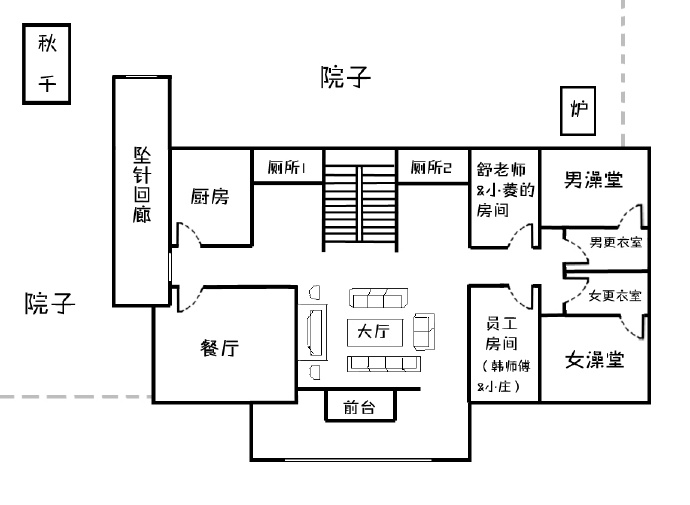 秋
千
院子
炉
坠
针
回
廊
厨房
厕所1
厕所2
舒老师
&小菱的
房间
男澡堂
男更衣室
女更衣室
院子
餐厅
大厅
员工
房间
（韩师傅
&小庄）
女澡堂
前台